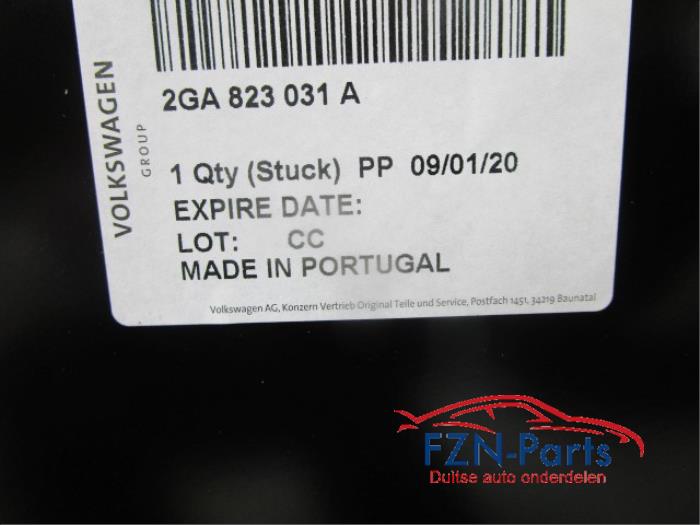 VOLKSWAGEN
GROUP
2GA 823 031 A
1 Qty (Stuck) PP 09/01/20
EXPIRE DATE:
LOT: CC
MADE IN PORTUGAL
Volkswagen AG, Konzern Vertrieb Original Teile und Service, Postfach 1451, 34219 Baunatal
FZN-Parts
Duitse auto onderdelen